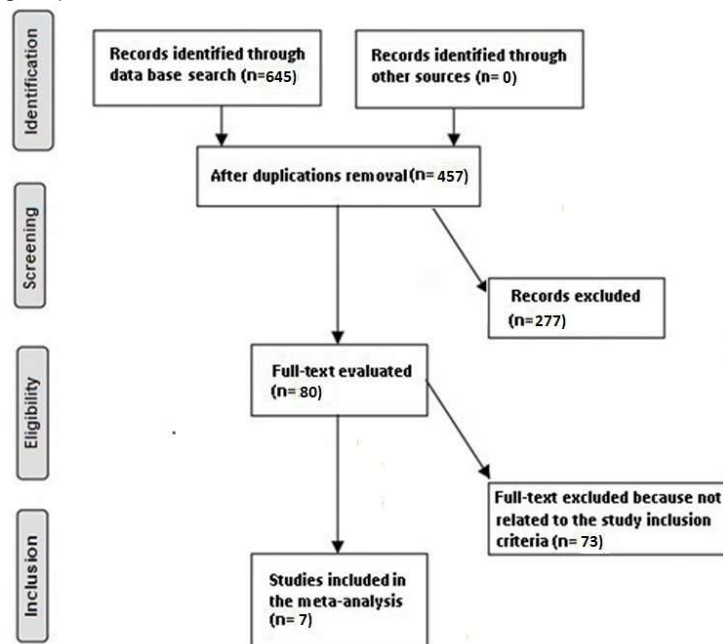 Identification
Records identified through
data base search (n=645)
Records identified through
other sources (n= 0)
After duplications removal(n= 457)
Screening
Records excluded
(n=277)
Full-text evaluated
(n= 80)
Eligibility
Full-text excluded because not
related to the study inclusion
criteria (n= 73)
Inclusion
Studies included in
the meta-analysis
(n= 7)